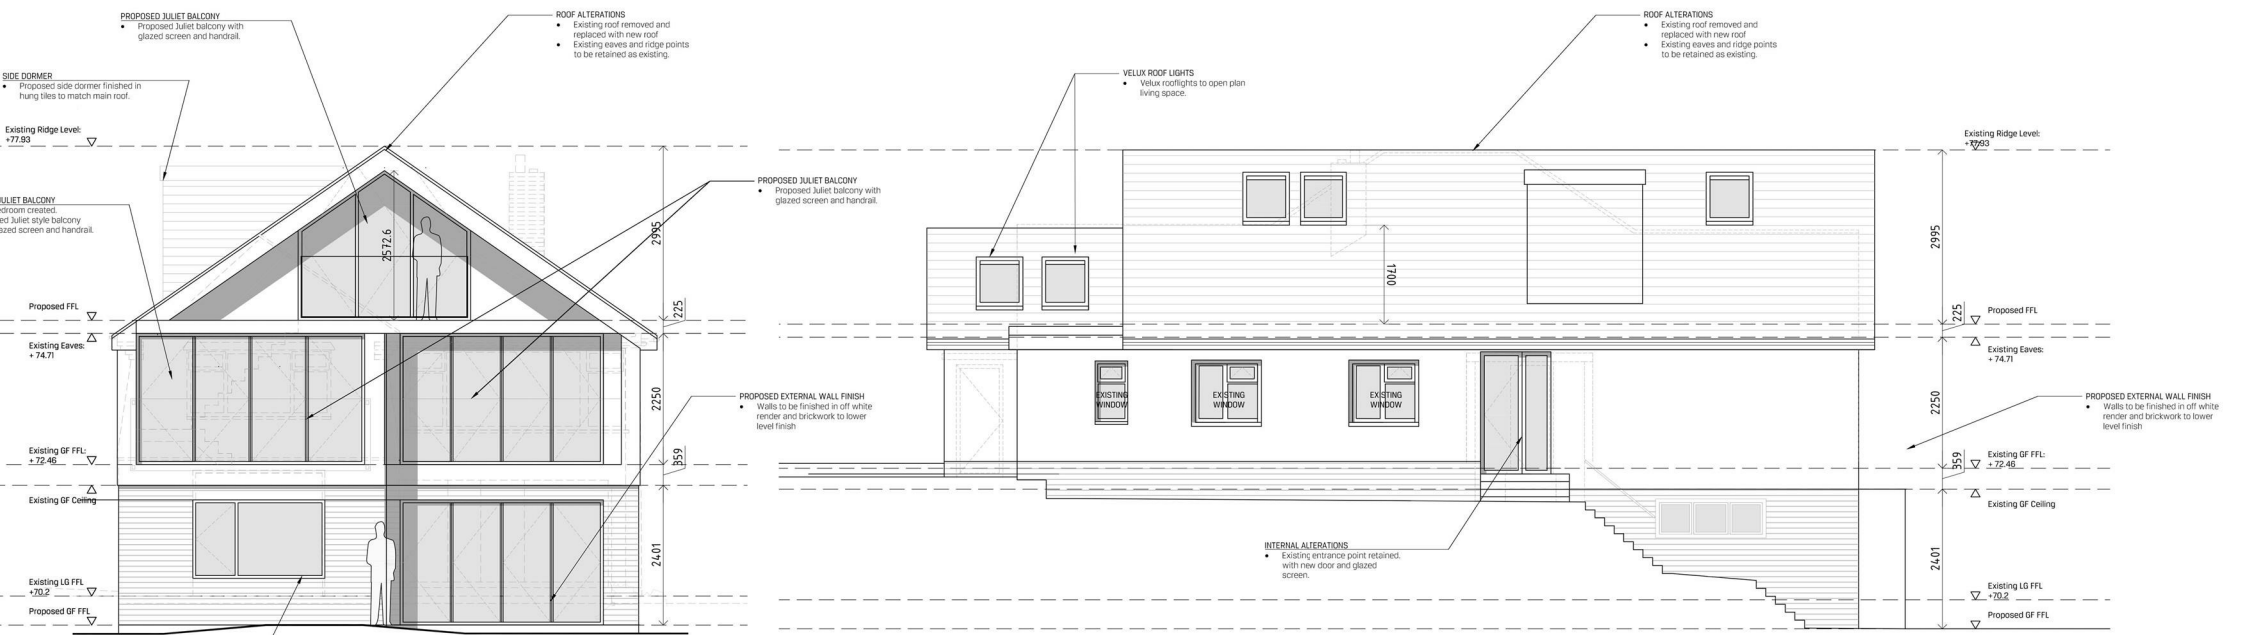 PROPOSED JULIET BALCONY
• Proposed Juliet balcony with
glazed screen and handrail.
ROOF ALTERATIONS
• Existing roof removed and
replaced with new roof
• Existing eaves and ridge points
to be retained as existing.
SIDE DORMER
• Proposed side dormer finished in
hung tiles to match main roof.
Existing Ridge Level:
+77.93
JULIET BALCONY
edroom created.
ed Juliet style balcony
azed screen and handrail.
PROPOSED JULIET BALCONY
• Proposed Juliet balcony with
glazed screen and handrail.
2572.6
2995
Proposed FFL
225
Existing Eaves:
+ 74.71
2250
PROPOSED EXTERNAL WALL FINISH
• Walls to be finished in off white
render and brickwork to lower
level finish
Existing GF FFL:
+ 72.46
359
Existing GF Ceiling
2401
Existing LG FFL
+70.2
Proposed GF FFL
ROOF ALTERATIONS
• Existing roof removed and
replaced with new roof
• Existing eaves and ridge points
to be retained as existing.
VELUX ROOF LIGHTS
• Velux rooflights to open plan
living space.
Existing Ridge Level:
+77.93
1700
2995
225
Proposed FFL
Existing Eaves:
+ 74.71
EXISTING
WINDOW
EXISTING
WINDOW
EXISTING
WINDOW
2250
PROPOSED EXTERNAL WALL FINISH
• Walls to be finished in off white
render and brickwork to lower
level finish
359
Existing GF FFL:
+ 72.46
Existing GF Ceiling
INTERNAL ALTERATIONS
• Existing entrance point retained.
with new door and glazed
screen.
2401
Existing LG FFL
+70.2
Proposed GF FFL